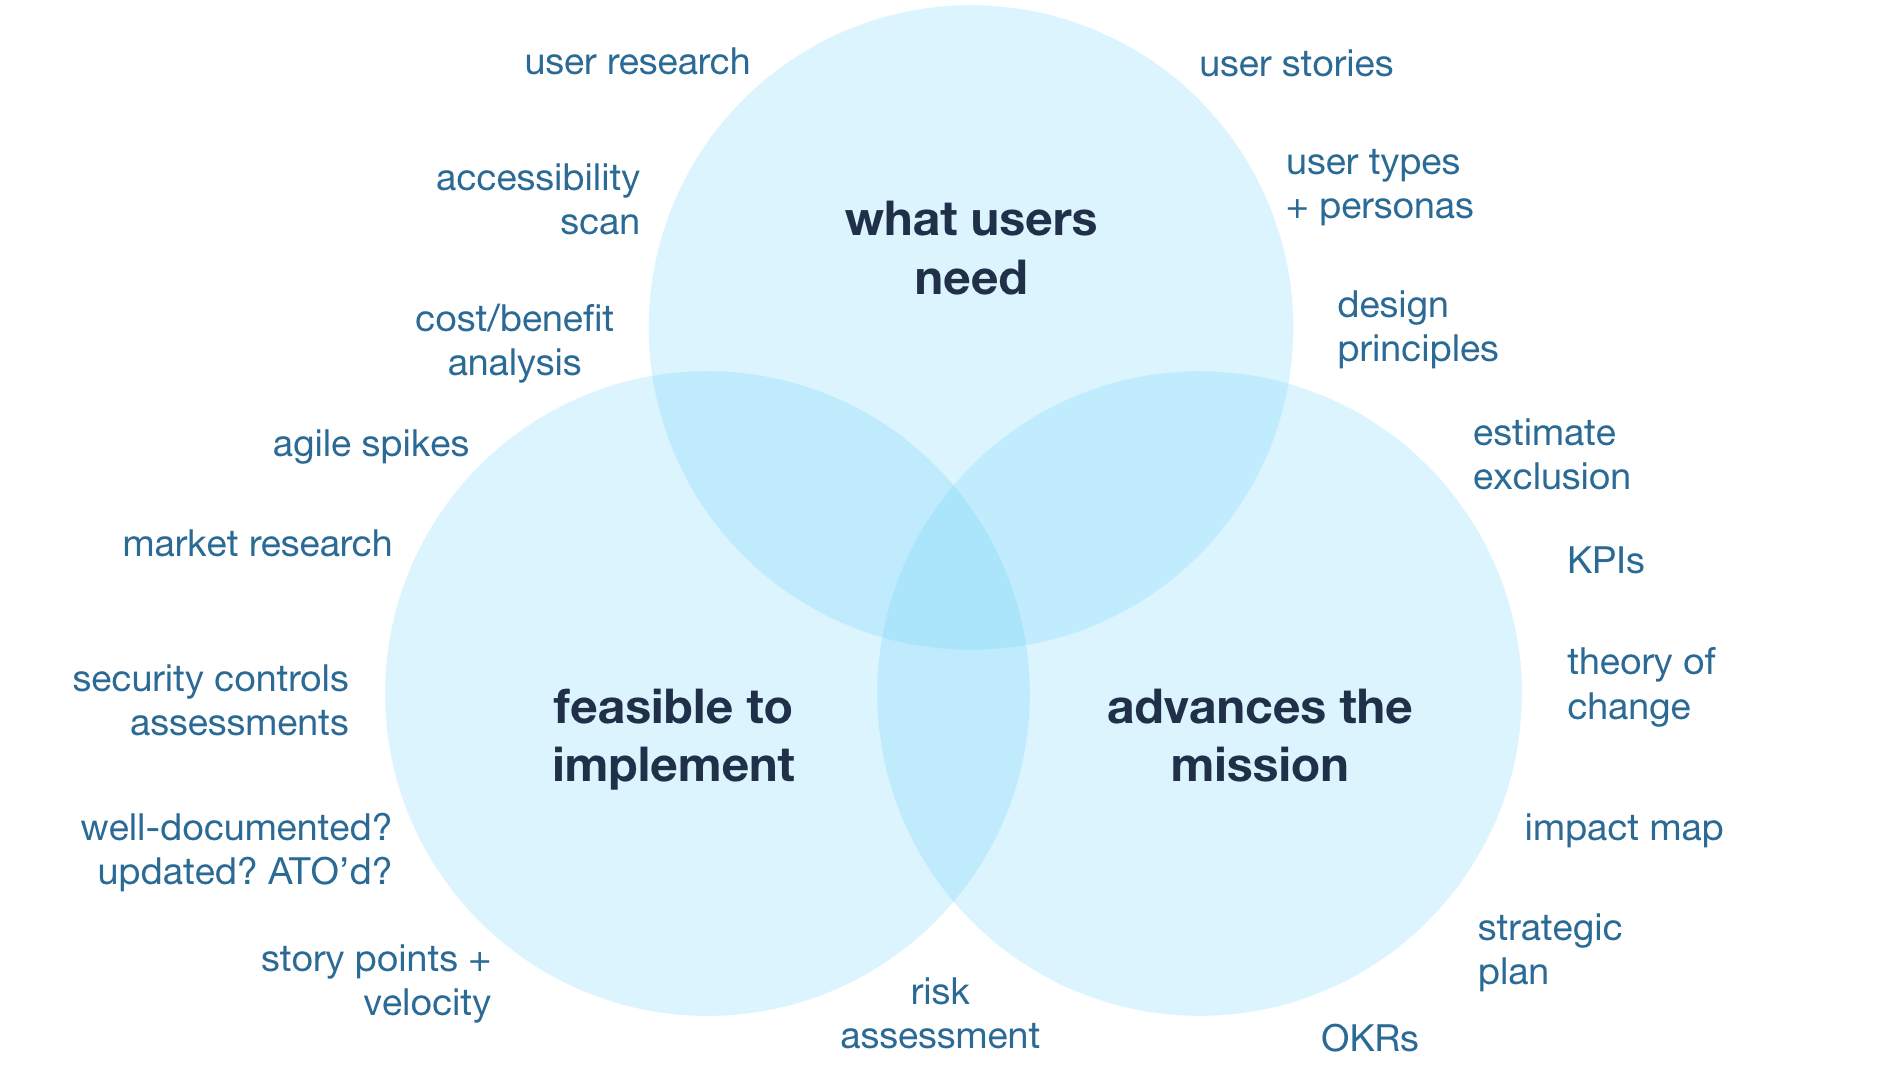 user research
user stories
accessibility
scan
user types
+ personas
what users
need
cost/benefit
analysis
design
principles
agile spikes
estimate
exclusion
market research
KPIs
security controls
assessments
theory of
change
feasible to
implement
advances the
mission
well-documented?
updated? ATO’d?
impact map
story points +
velocity
strategic
plan
risk
assessment
OKRs